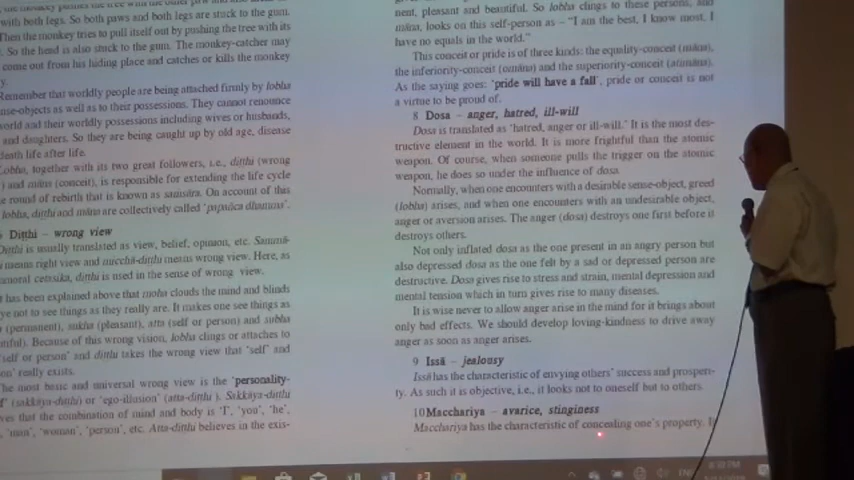 with both legs. So both paws and both legs are stuck to the gum.
Then the monkey tries to pull itself out by pushing the tree with its
So the head is also stuck to the gum. The monkey-catcher may
come out from his hiding place and catches or kills the monkey
Remember that worldly people are being attached firmly by lobha
nse-objects as well as to their possessions. They cannot renounce
vorld and their worldly possessions including wives or husbands,
and daughters. So they are being caught up by old age, disease
death life after life.
Lobha, together with its two great followers, i.e., diṭṭhi (wrong
) and māna (conceit), is responsible for extending the life cycle
e round of rebirth that is known as saṁsāra. On account of this
lobha, diṭṭhi and māna are collectively called 'papañca dhammas'.
Diṭṭhi – wrong view
Diṭṭhi is usually translated as view, belief, opinion, etc. Sammā-
i means right view and micchā-diṭṭhi means wrong view. Here, as
nmoral cetasika, diṭṭhi is used in the sense of wrong view.
t has been explained above that moha clouds the mind and blinds
ye not to see things as they really are. It makes one see things as
(permanent), sukha (pleasant), atta (self or person) and subha
utiful). Because of this wrong vision, lobha clings or attaches to
'self or person' and diṭṭhi takes the wrong view that 'self' and
on' really exists.
The most basic and universal wrong view is the 'personality-
f' (sakkāya-diṭṭhi) or 'ego-illusion' (atta-diṭṭhi). Sakkāya-diṭṭhi
ves that the combination of mind and body is 'I', 'you', 'he',
, 'man', 'woman', 'person', etc. Atta-diṭṭhi believes in the exis-
nent, pleasant and beautiful. So lobha clings to these persons, and
māna, looks on this self-person as – "I am the best, I know most, I
have no equals in the world."
This conceit or pride is of three kinds: the equality-conceit (māna),
the inferiority-conceit (omāna) and the superiority-conceit (atimāna).
As the saying goes: 'pride will have a fall', pride or conceit is not
a virtue to be proud of.
8 Dosa – anger, hatred, ill-will
Dosa is translated as 'hatred, anger or ill-will." It is the most des-
tructive element in the world. It is more frightful than the atomic
weapon. Of course, when someone pulls the trigger on the atomic
weapon, he does so under the influence of dosa.
Normally, when one encounters with a desirable sense-object, greed
(lobha) arises, and when one encounters with an undesirable object,
anger or aversion arises. The anger (dosa) destroys one first before it
destroys others.
Not only inflated dosa as the one present in an angry person but
also depressed dosa as the one felt by a sad or depressed person are
destructive. Dosa gives rise to stress and strain, mental depression and
mental tension which in turn gives rise to many diseases.
It is wise never to allow anger arise in the mind for it brings about
only bad effects. We should develop loving-kindness to drive away
anger as soon as anger arises.
9 Issā – jealousy
Issā has the characteristic of envying others' success and prosperi-
ty. As such it is objective, i.e., it looks not to oneself but to others.
10 Macchariya – avarice, stinginess
Macchariya has the characteristic of concealing one's property. I